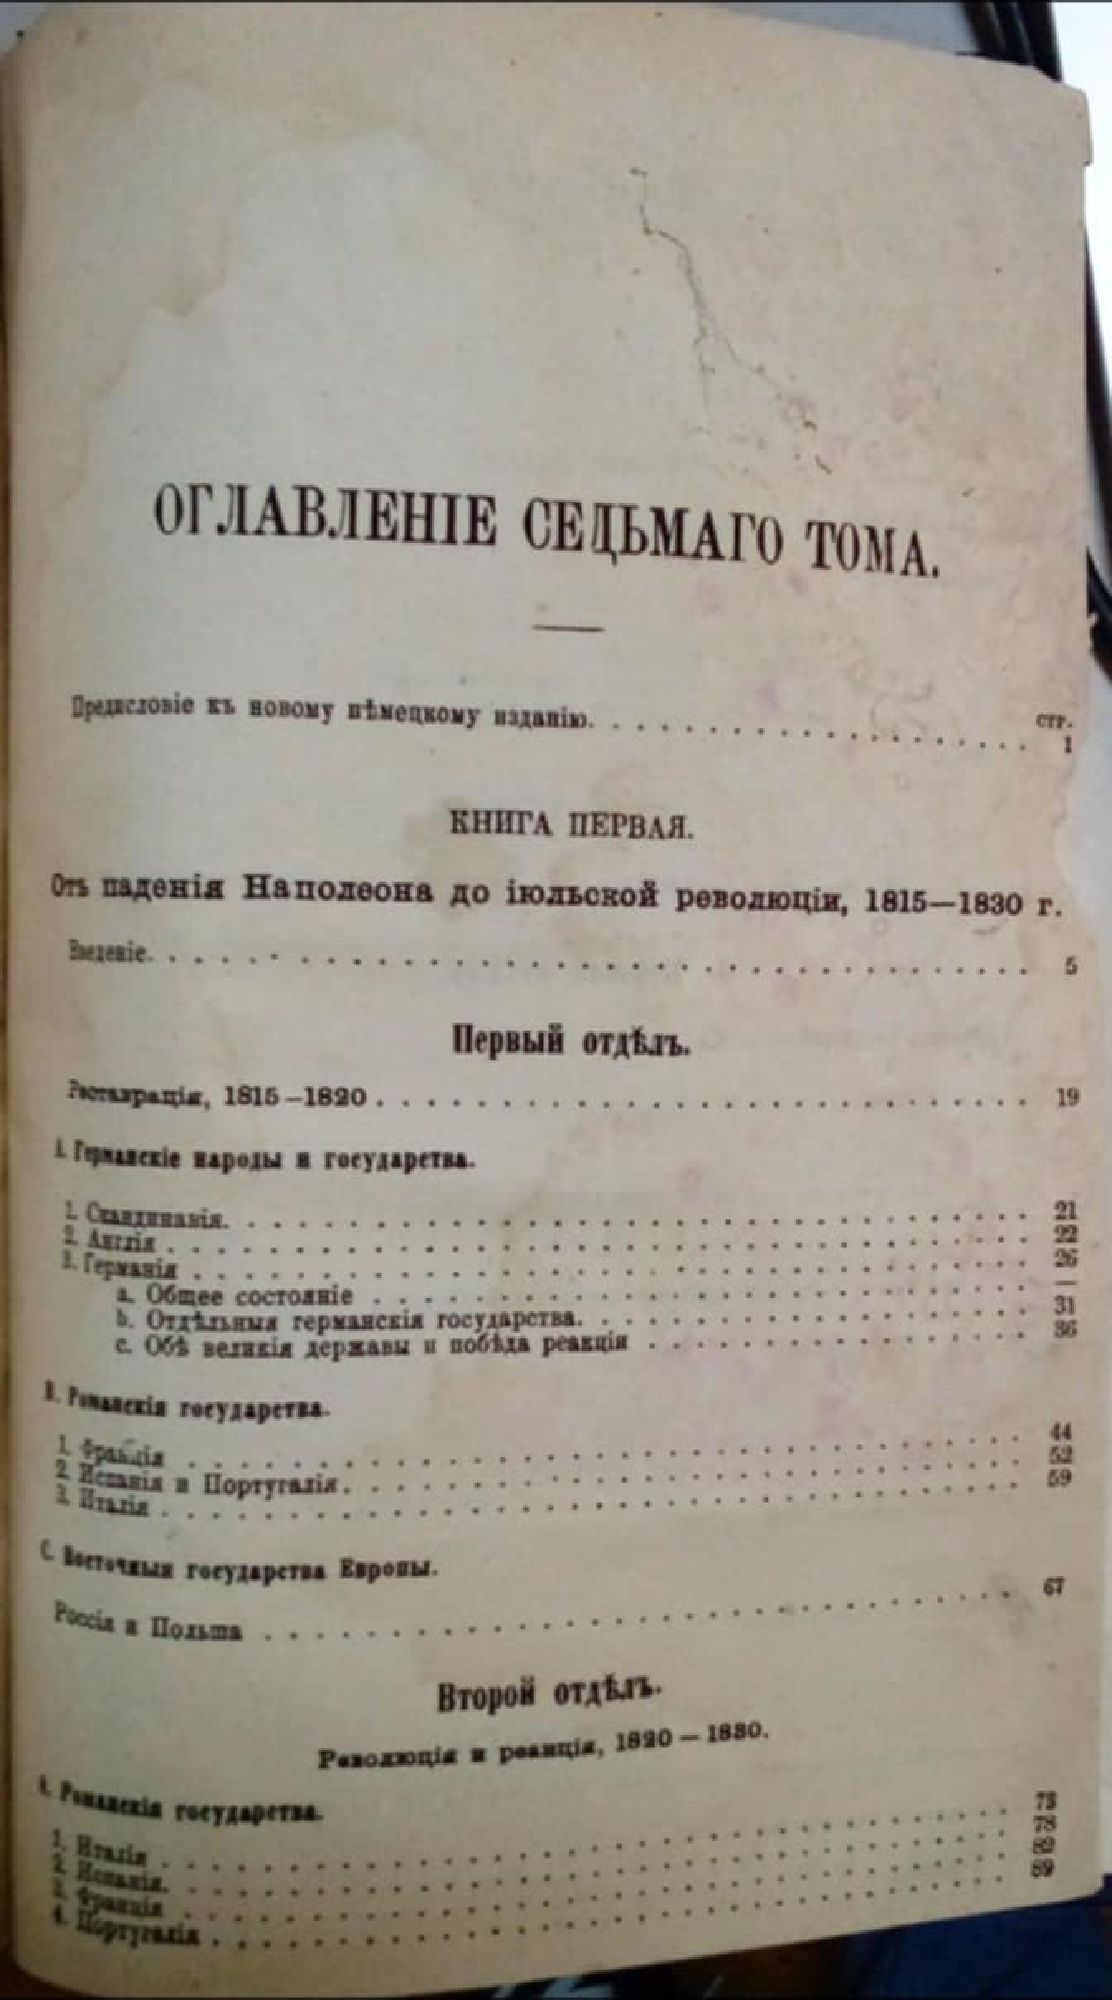 ОГЛАВЛЕНІЕ СЕДЬМАГО ТОМА.
стр.
Предисловіе къ новому нѣмецкому изданію. . . . . . . . . . . . . . . . . . . 1
КНИГА ПЕРВАЯ.
Отъ паденія Наполеона до іюльской революціи, 1815—1830 г.
Введеніе. . . . . . . . . . . . . . . . . . . . . . . . . . . . . . . 5
Первый отдѣлъ.
Реставрація, 1815—1820 . . . . . . . . . . . . . . . . . . . . . . . . 19
А. Германскіе народы и государства.
1. Скандинавія. . . . . . . . . . . . . . . . . . . . . . . . . . . . 21
2. Англія . . . . . . . . . . . . . . . . . . . . . . . . . . . . . . 22
3. Германія . . . . . . . . . . . . . . . . . . . . . . . . . . . . . 26
a. Общее состояніе . . . . . . . . . . . . . . . . . . . . . . . —
b. Отдѣльныя германскія государства. . . . . . . . . . . . . . . . 31
c. Обѣ великія державы и побѣда реакціи . . . . . . . . . . . . . . 36
В. Романскія государства.
1. Франція . . . . . . . . . . . . . . . . . . . . . . . . . . . . . 44
2. Испанія и Португалія. . . . . . . . . . . . . . . . . . . . . . . . 52
3. Италія . . . . . . . . . . . . . . . . . . . . . . . . . . . . . . 59
С. Восточныя государства Европы.
Россія и Польша . . . . . . . . . . . . . . . . . . . . . . . . . . 67
Второй отдѣлъ.
Революція и реакція, 1820—1830.
А. Романскія государства.
1. Италія . . . . . . . . . . . . . . . . . . . . . . . . . . . . . . 73
2. Испанія. . . . . . . . . . . . . . . . . . . . . . . . . . . . . . 78
3. Франція . . . . . . . . . . . . . . . . . . . . . . . . . . . . . 82
4. Португалія . . . . . . . . . . . . . . . . . . . . . . . . . . . . 89